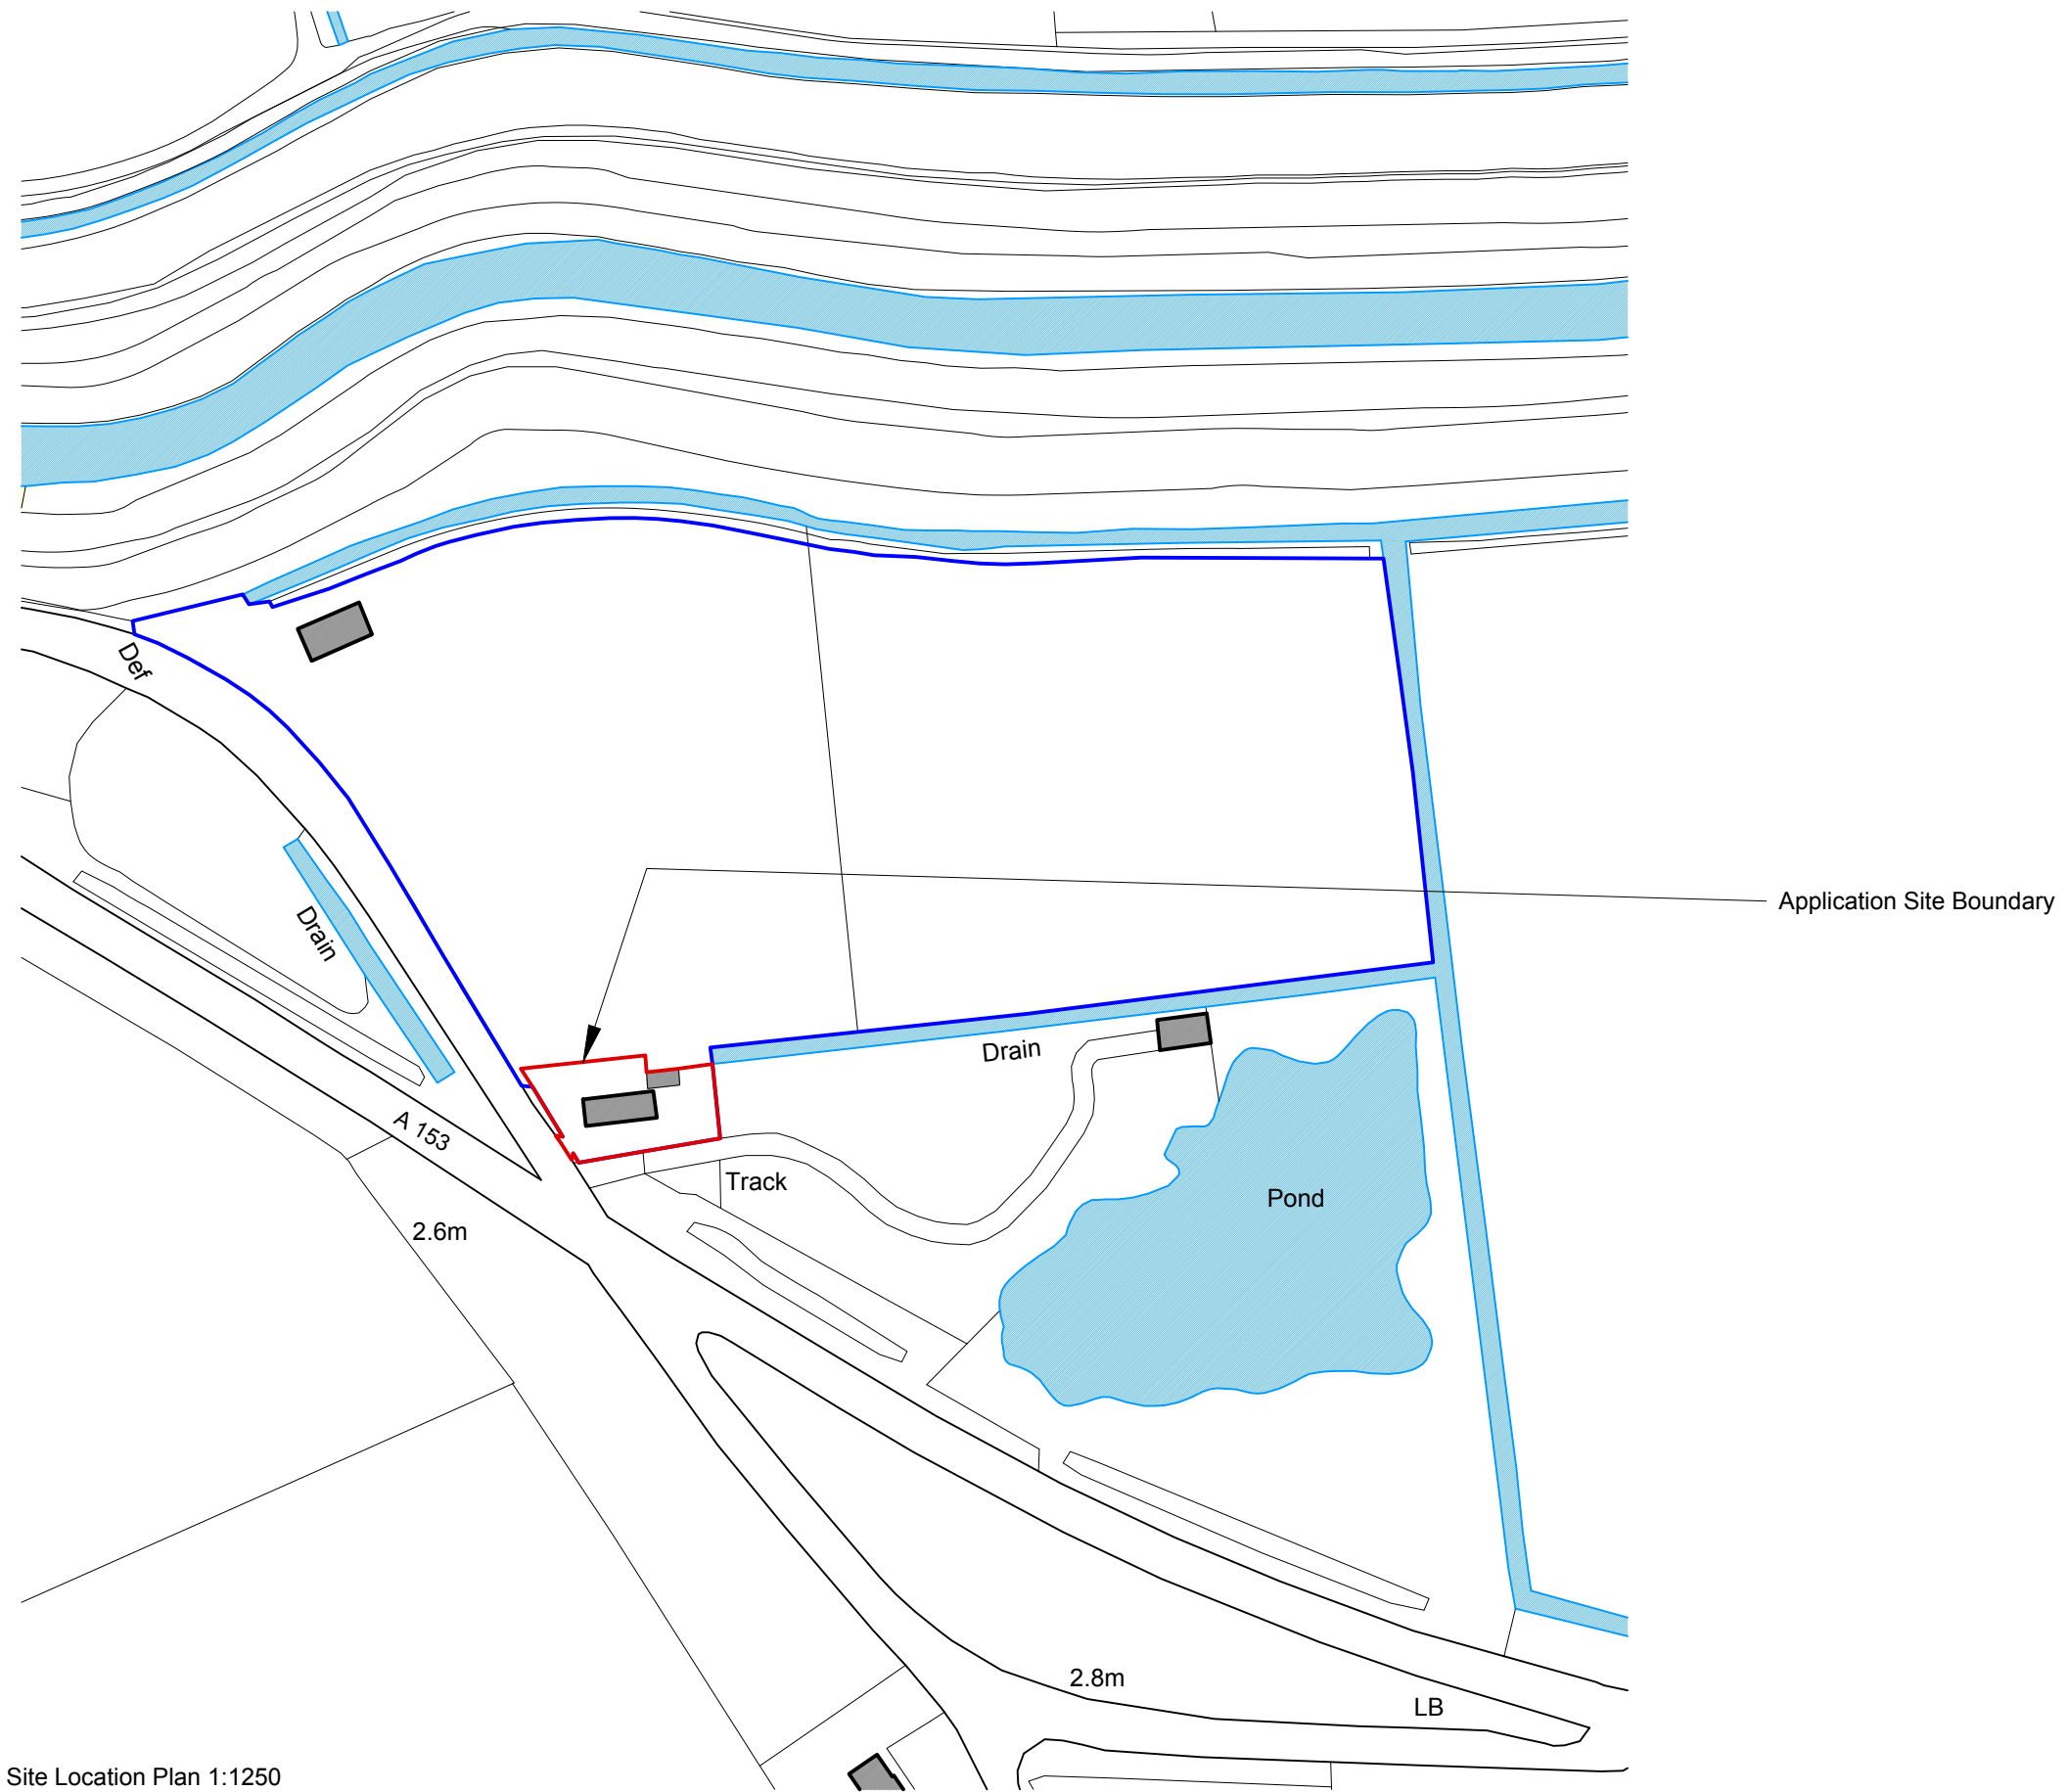 Def
Application Site Boundary
Drain
Drain
A 153
Track
Pond
2.6m
2.8m
LB
Site Location Plan 1:1250